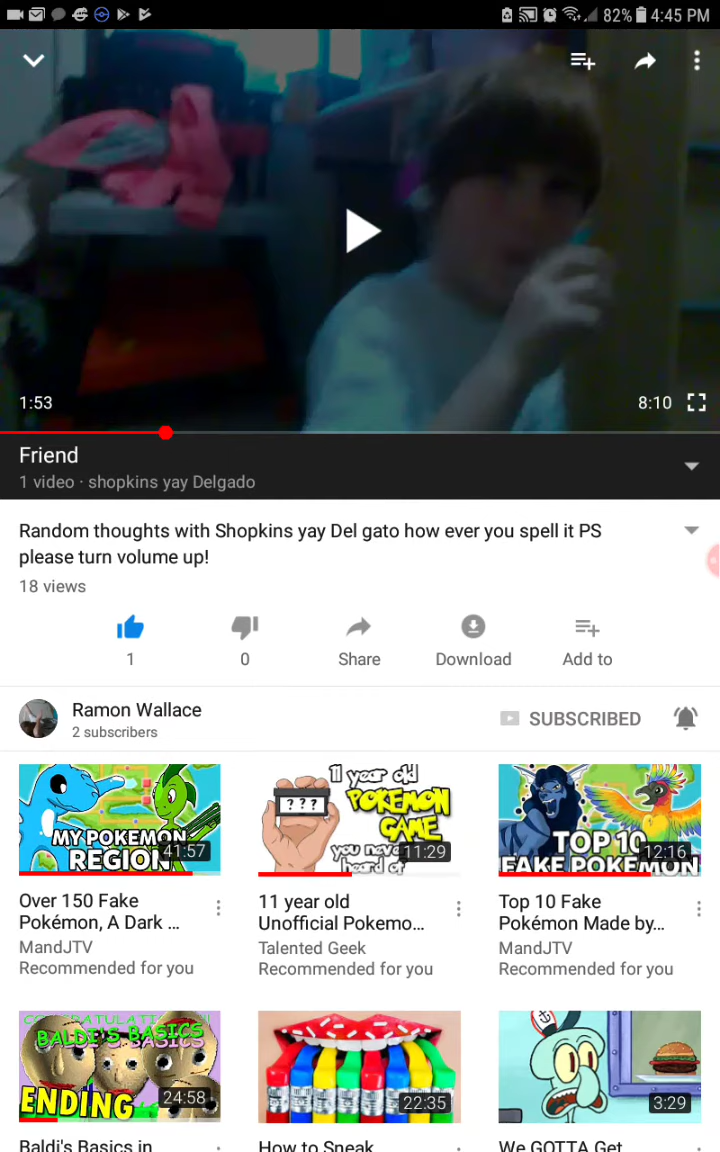 82% 4:45 PM
1:53
8:10
Friend
1 video · shopkins yay Delgado
Random thoughts with Shopkins yay Del gato how ever you spell it PS
please turn volume up!
18 views
1
0
Share
Download
Add to
Ramon Wallace
2 subscribers
SUBSCRIBED
MY POKEMON
REGION
41:57
Over 150 Fake
Pokémon, A Dark ...
MandJTV
Recommended for you
11 year old
POKEMON
GAME
???
you never
heard of
11:29
11 year old
Unofficial Pokemo...
Talented Geek
Recommended for you
TOP 10
FAKE POKEMON
12:16
Top 10 Fake
Pokémon Made by...
MandJTV
Recommended for you
BALDI'S BASICS
ENDING
24:58
Baldi's Basics in
22:35
How to Sneak
3:29
We GOTTA Get